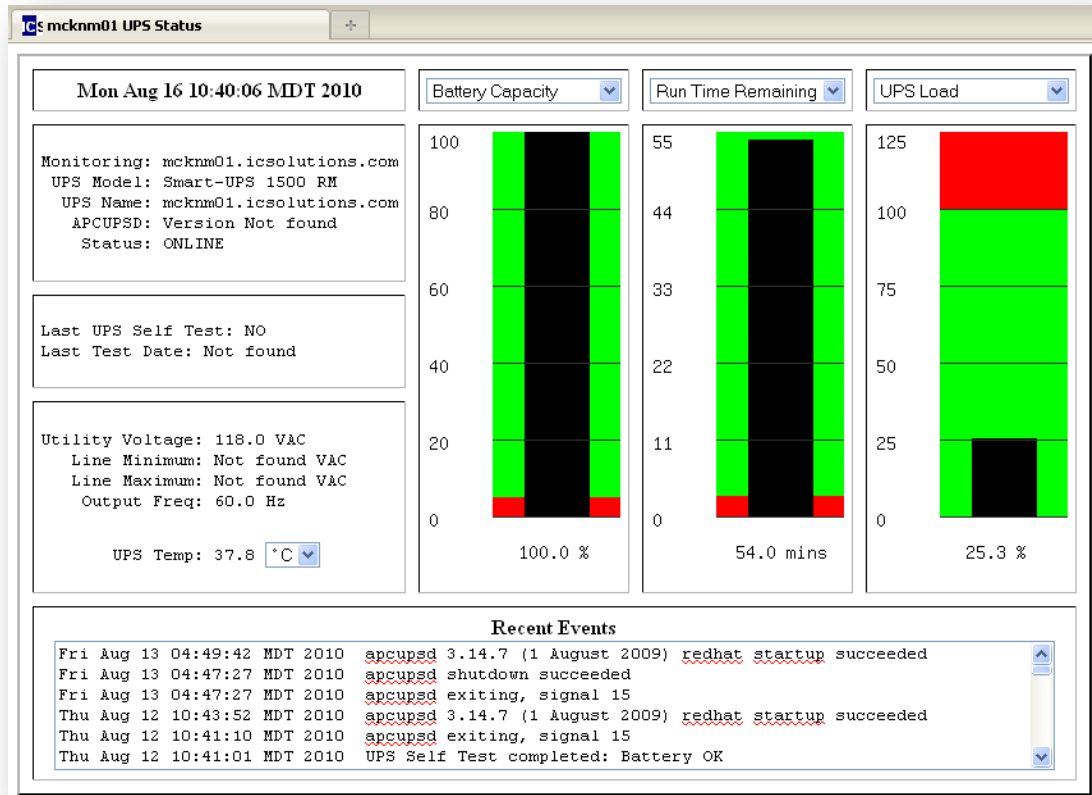 ICS mcknm01 UPS Status
Mon Aug 16 10:40:06 MDT 2010
Monitoring: mcknm01.icsolutions.com
UPS Model: Smart-UPS 1500 RM
UPS Name: mcknm01.icsolutions.com
APCUPSD: Version Not found
Status: ONLINE
Last UPS Self Test: NO
Last Test Date: Not found
Utility Voltage: 118.0 VAC
Line Minimum: Not found VAC
Line Maximum: Not found VAC
Output Freq: 60.0 Hz
UPS Temp: 37.8 °C
Battery Capacity
100
80
60
40
20
0
100.0 %
Run Time Remaining
55
44
33
22
11
0
54.0 mins
UPS Load
125
100
75
50
25
0
25.3 %
Recent Events
Fri Aug 13 04:49:42 MDT 2010 apcupsd 3.14.7 (1 August 2009) redhat startup succeeded
Fri Aug 13 04:47:27 MDT 2010 apcupsd shutdown succeeded
Fri Aug 13 04:47:27 MDT 2010 apcupsd exiting, signal 15
Thu Aug 12 10:43:52 MDT 2010 apcupsd 3.14.7 (1 August 2009) redhat startup succeeded
Thu Aug 12 10:41:10 MDT 2010 apcupsd exiting, signal 15
Thu Aug 12 10:41:01 MDT 2010 UPS Self Test completed: Battery OK